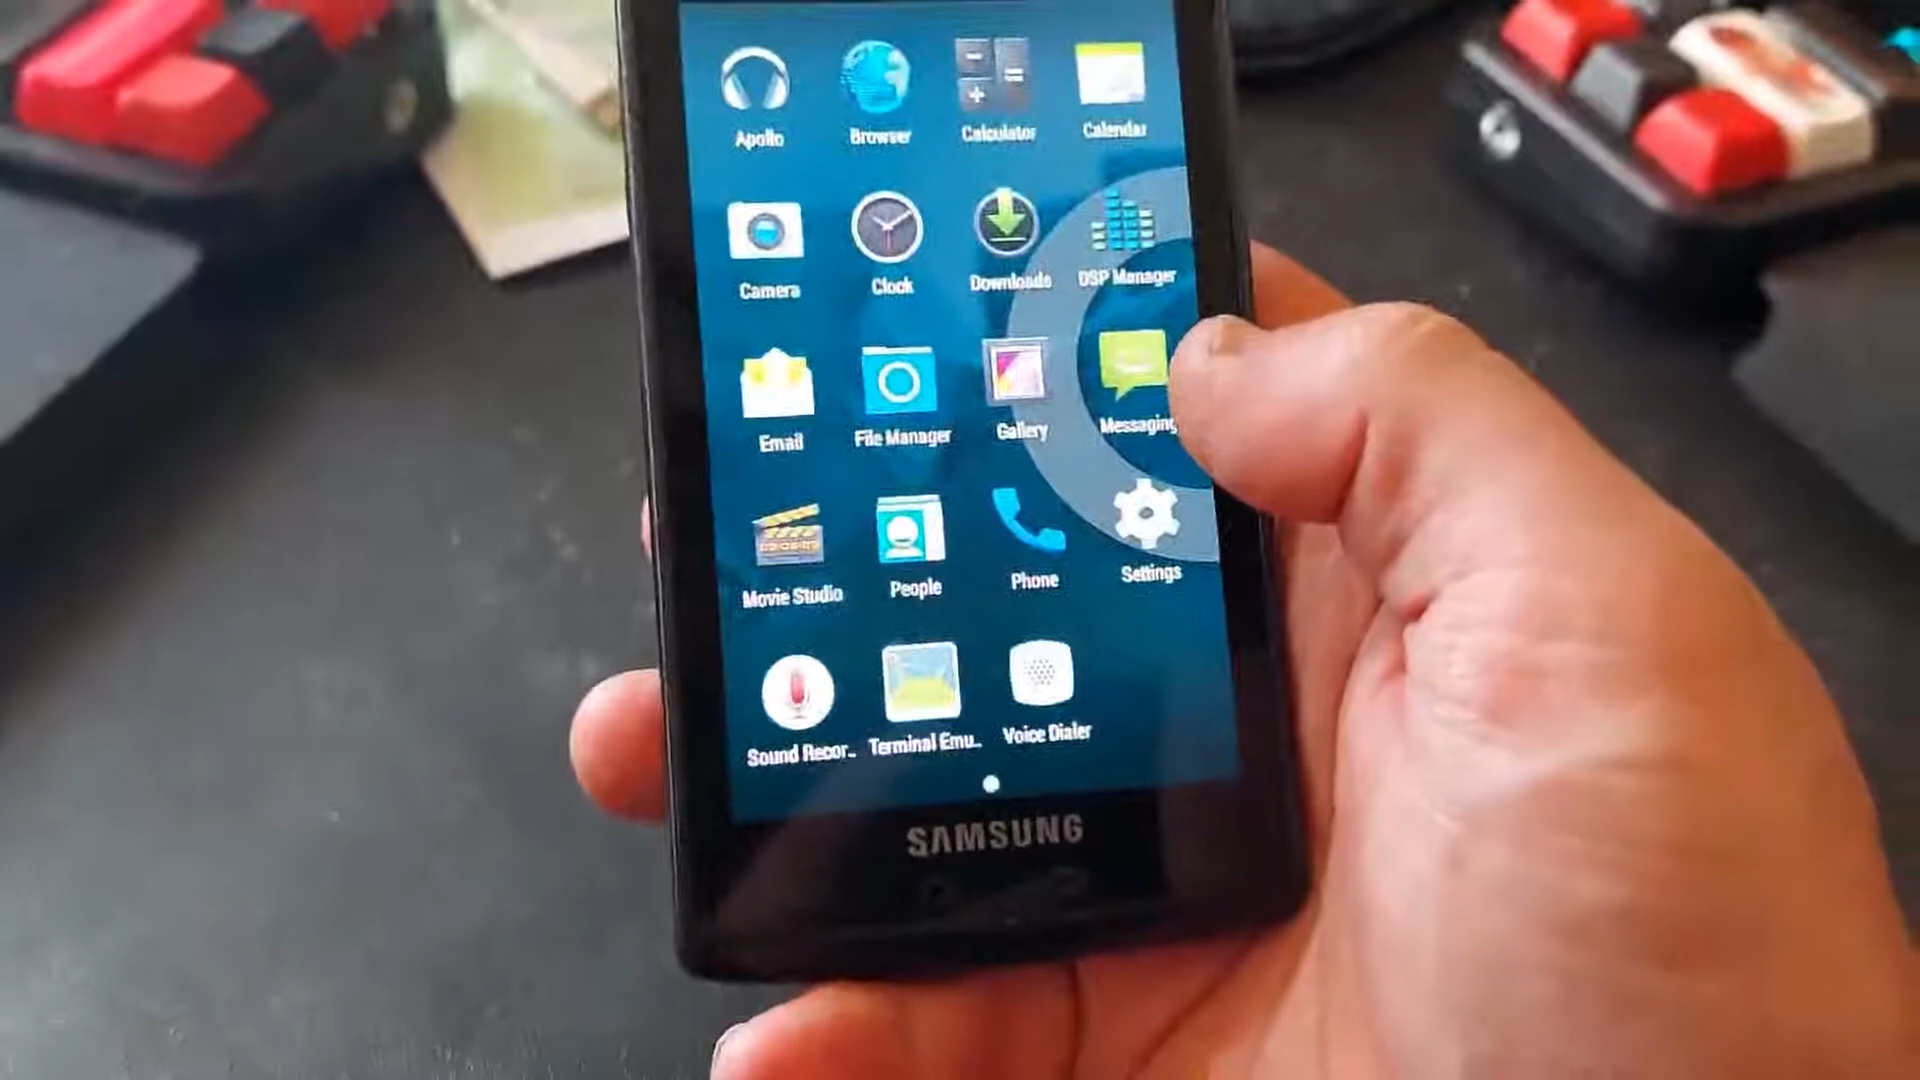 Apollo Browser Calculator Calendar
Camera Clock Downloads DSP Manager
Email File Manager Gallery Messaging
Movie Studio People Phone Settings
Sound Recor... Terminal Emu... Voice Dialer
SAMSUNG